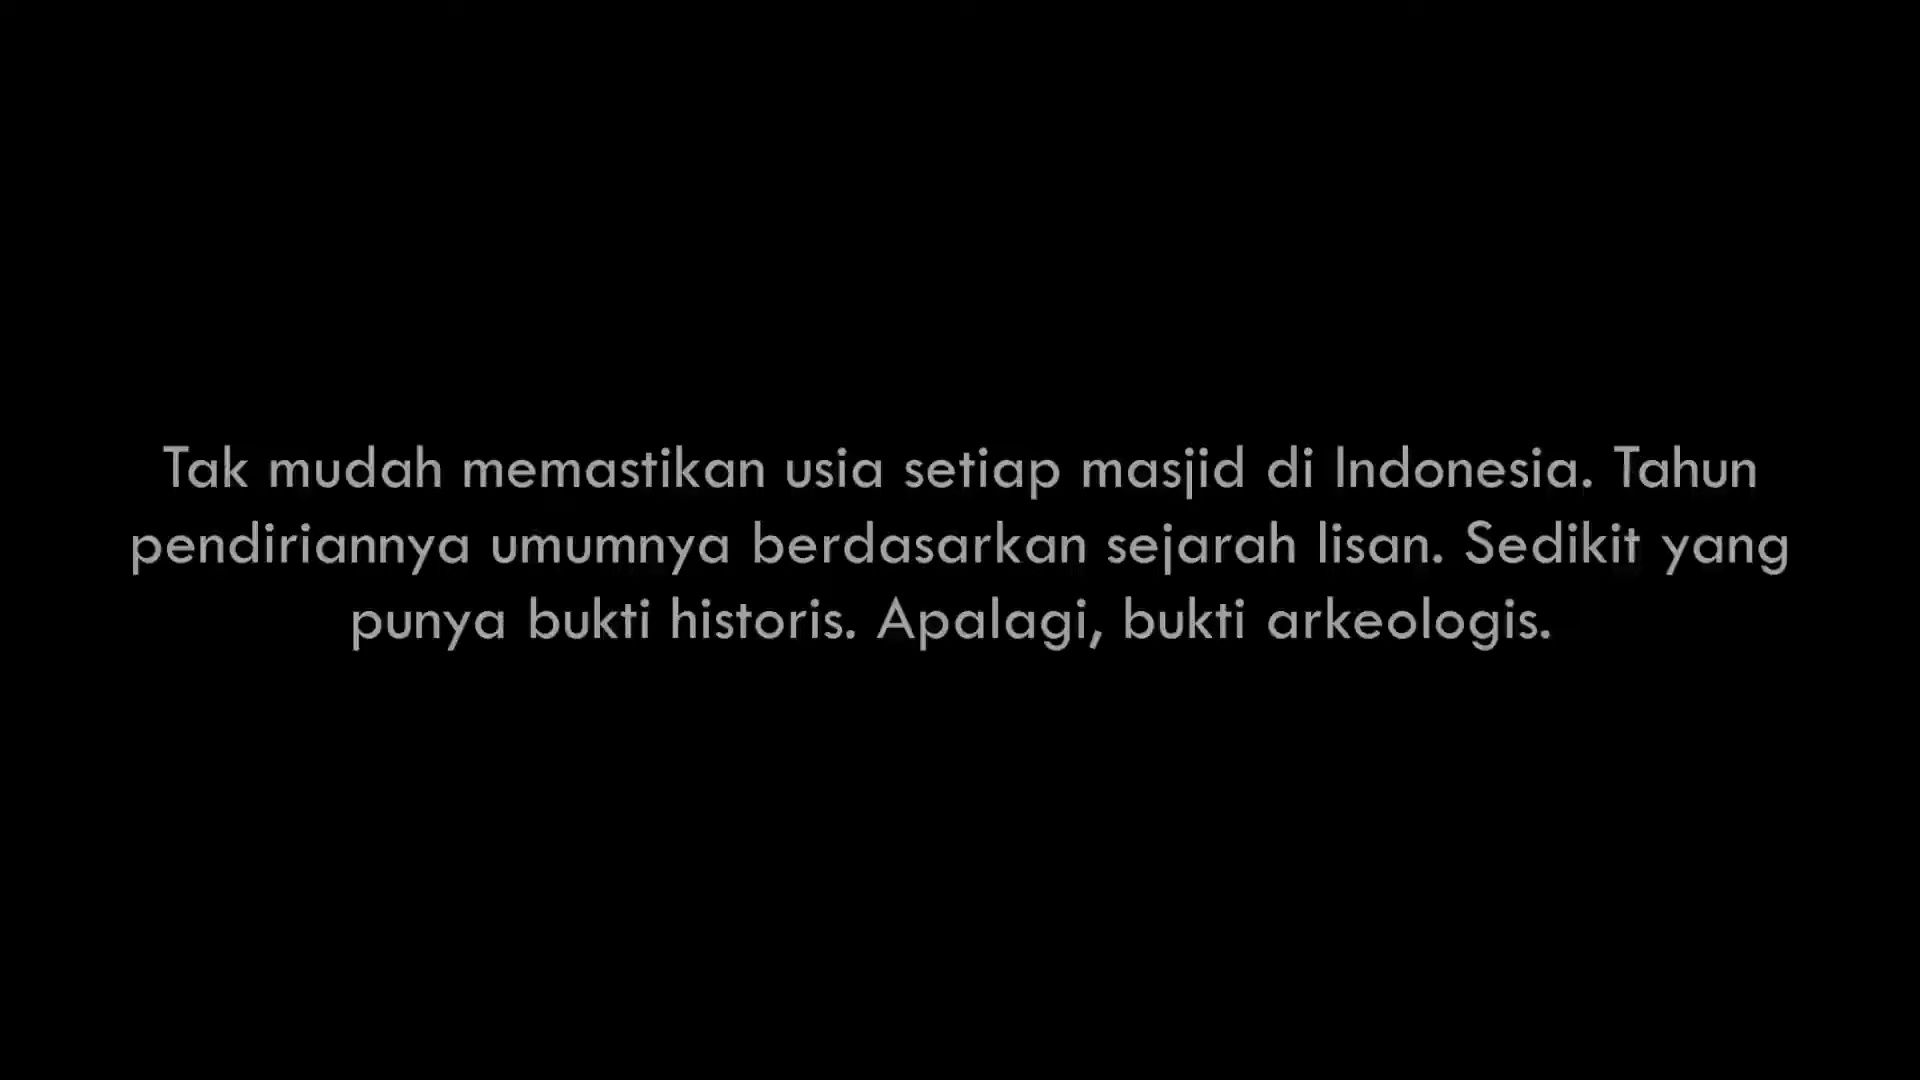 Tak mudah memastikan usia setiap masjid di Indonesia. Tahun
pendiriannya umumnya berdasarkan sejarah lisan. Sedikit yang
punya bukti historis. Apalagi, bukti arkeologis.